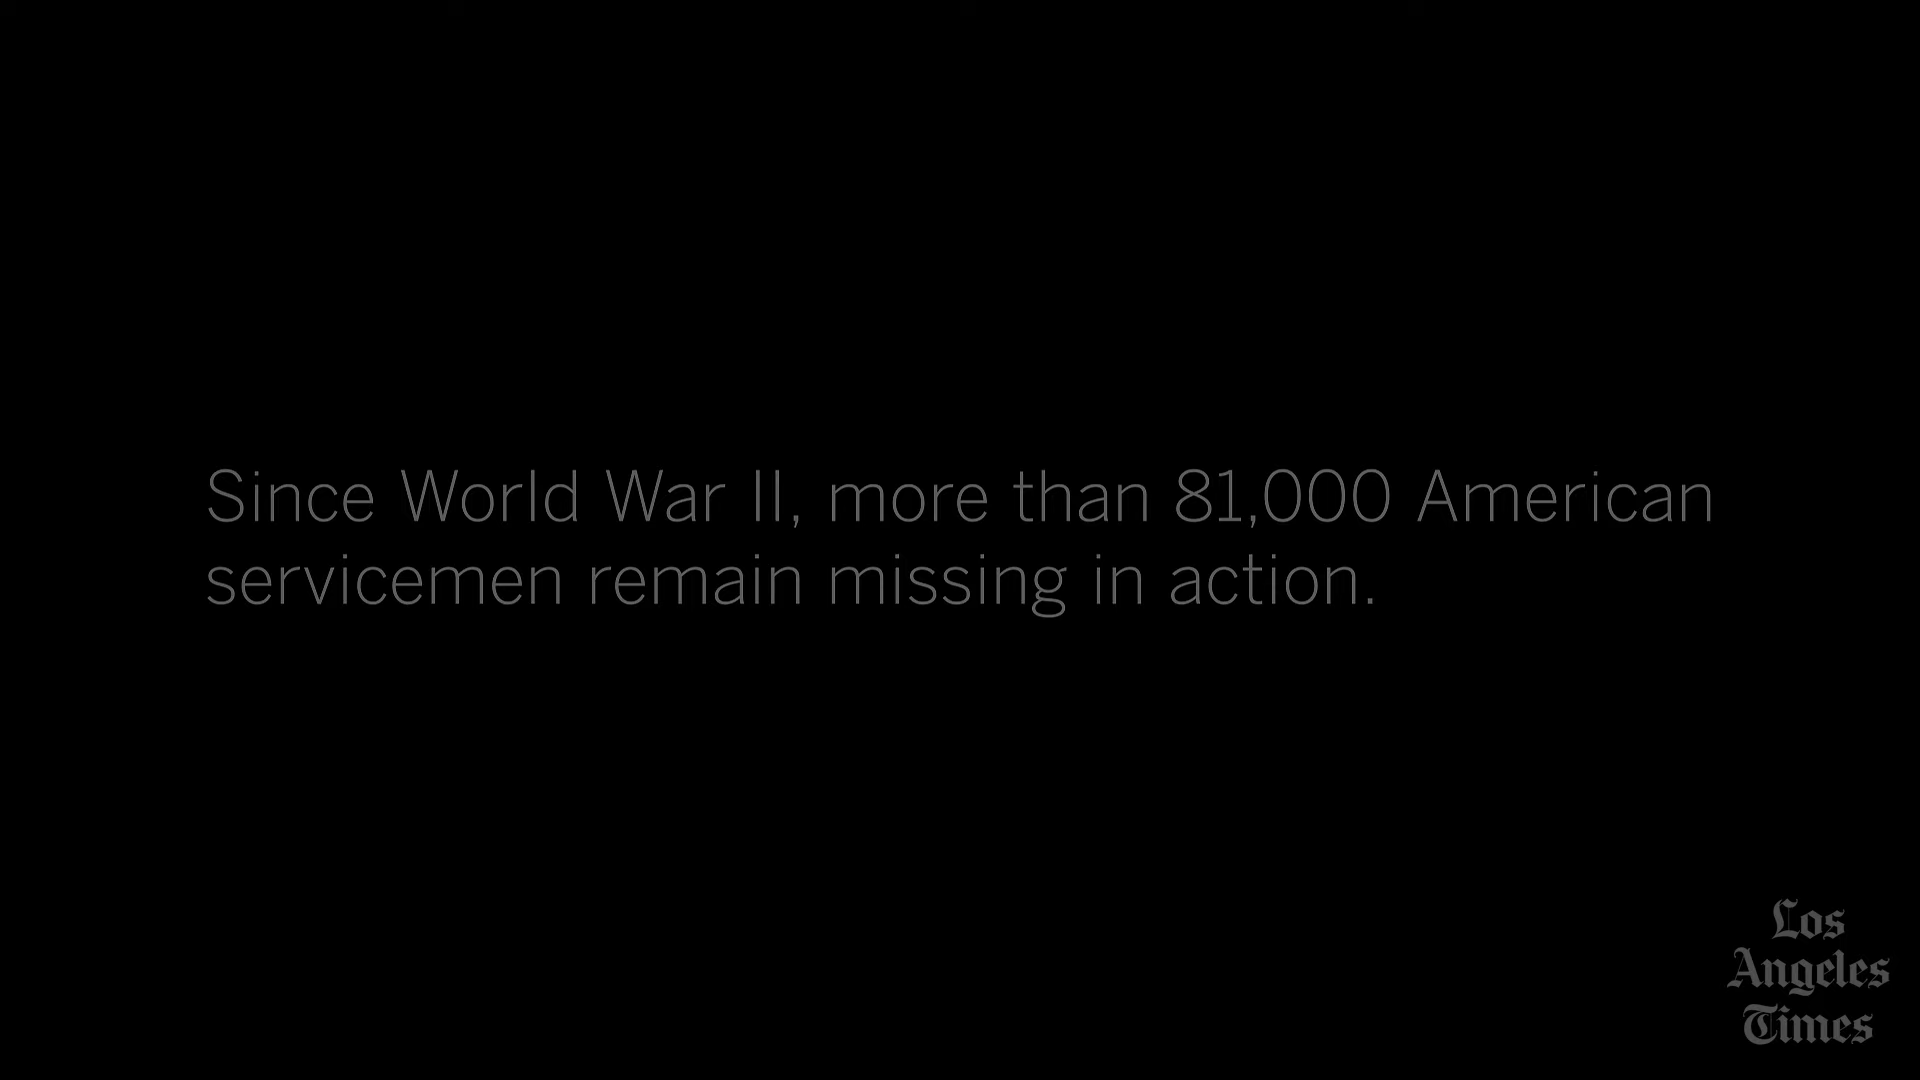 Since World War II, more than 81,000 American
servicemen remain missing in action.
Los
Angeles
Times